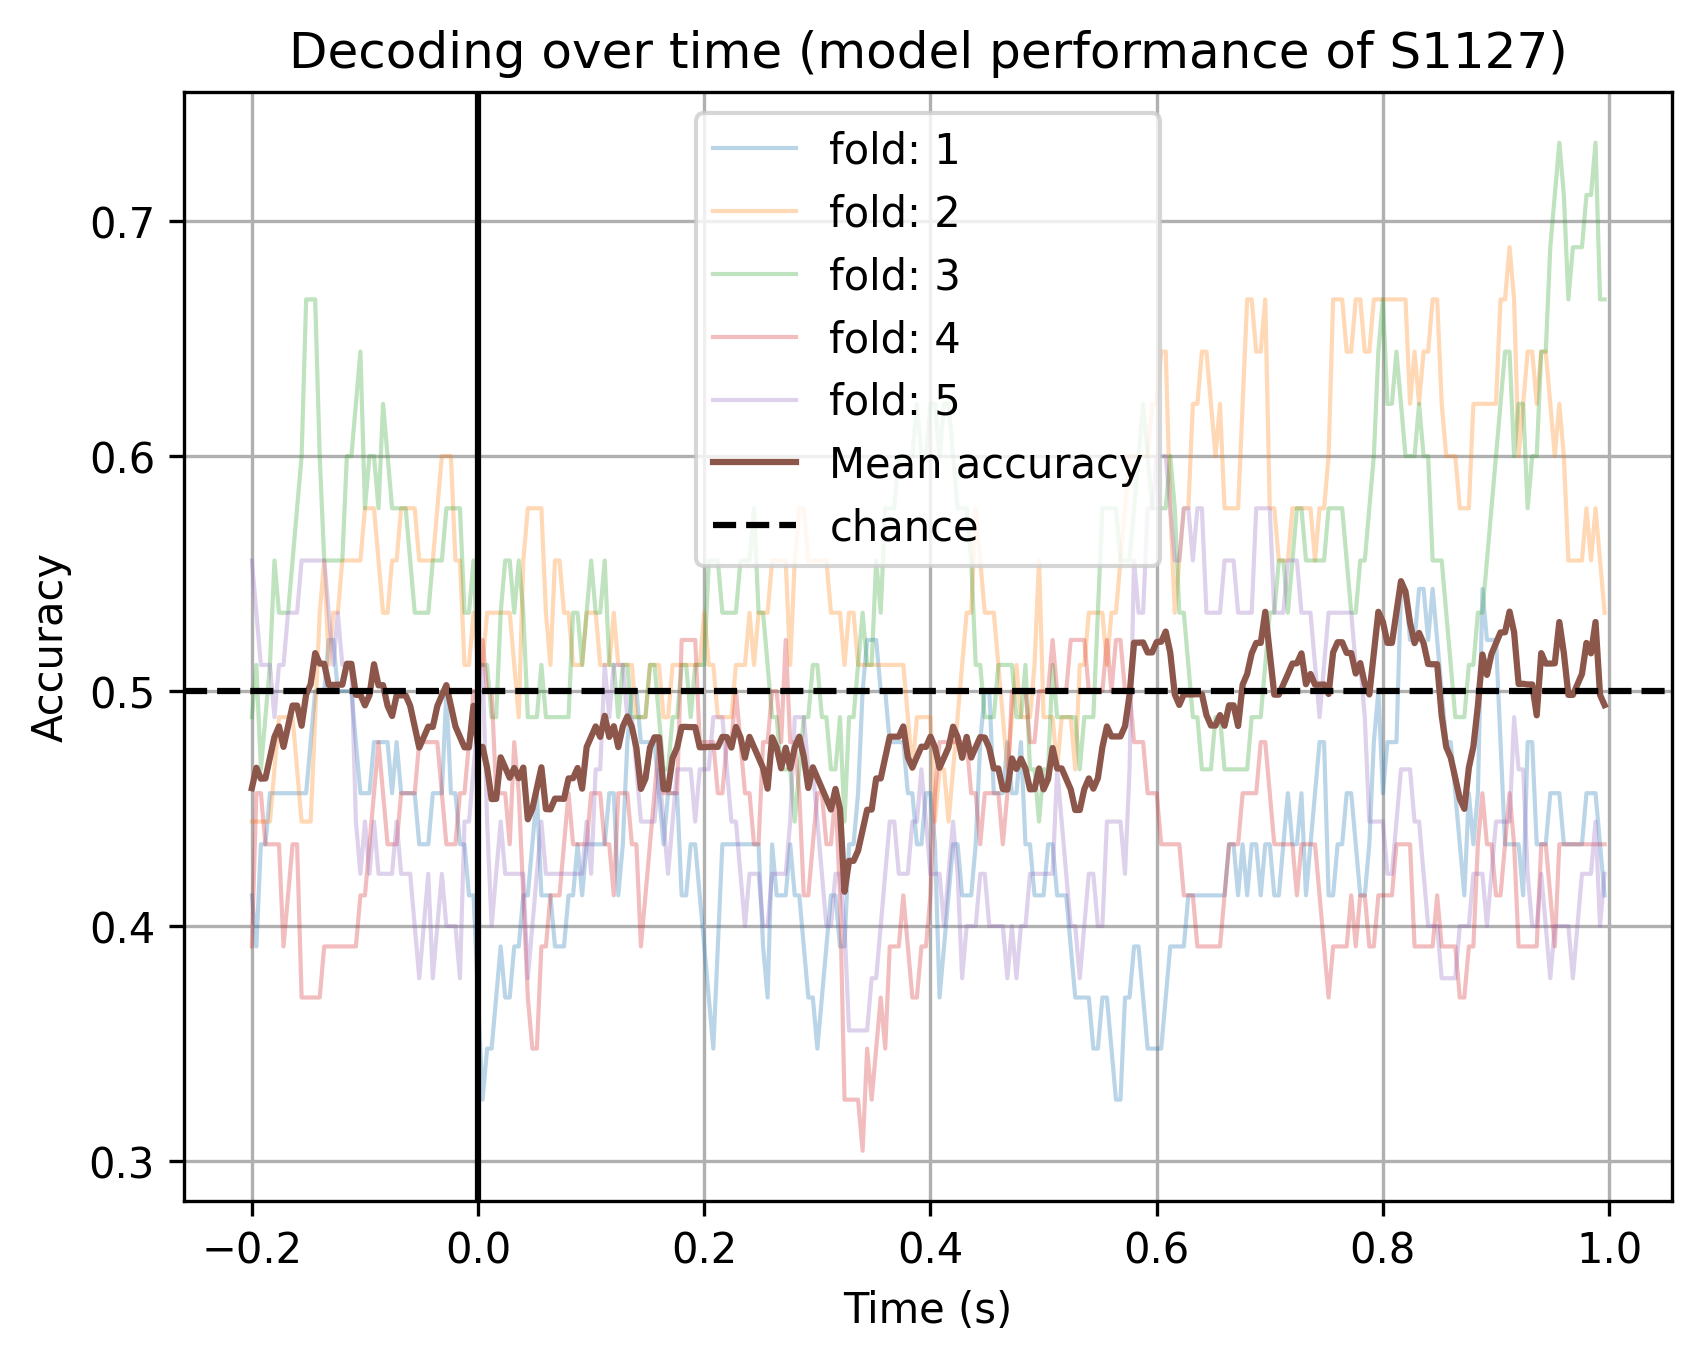 Decoding over time (model performance of S1127)
fold: 1
fold: 2
fold: 3
fold: 4
fold: 5
Mean accuracy
chance
Accuracy
0.7
0.6
0.5
0.4
0.3
−0.2 0.0 0.2 0.4 0.6 0.8 1.0
Time (s)